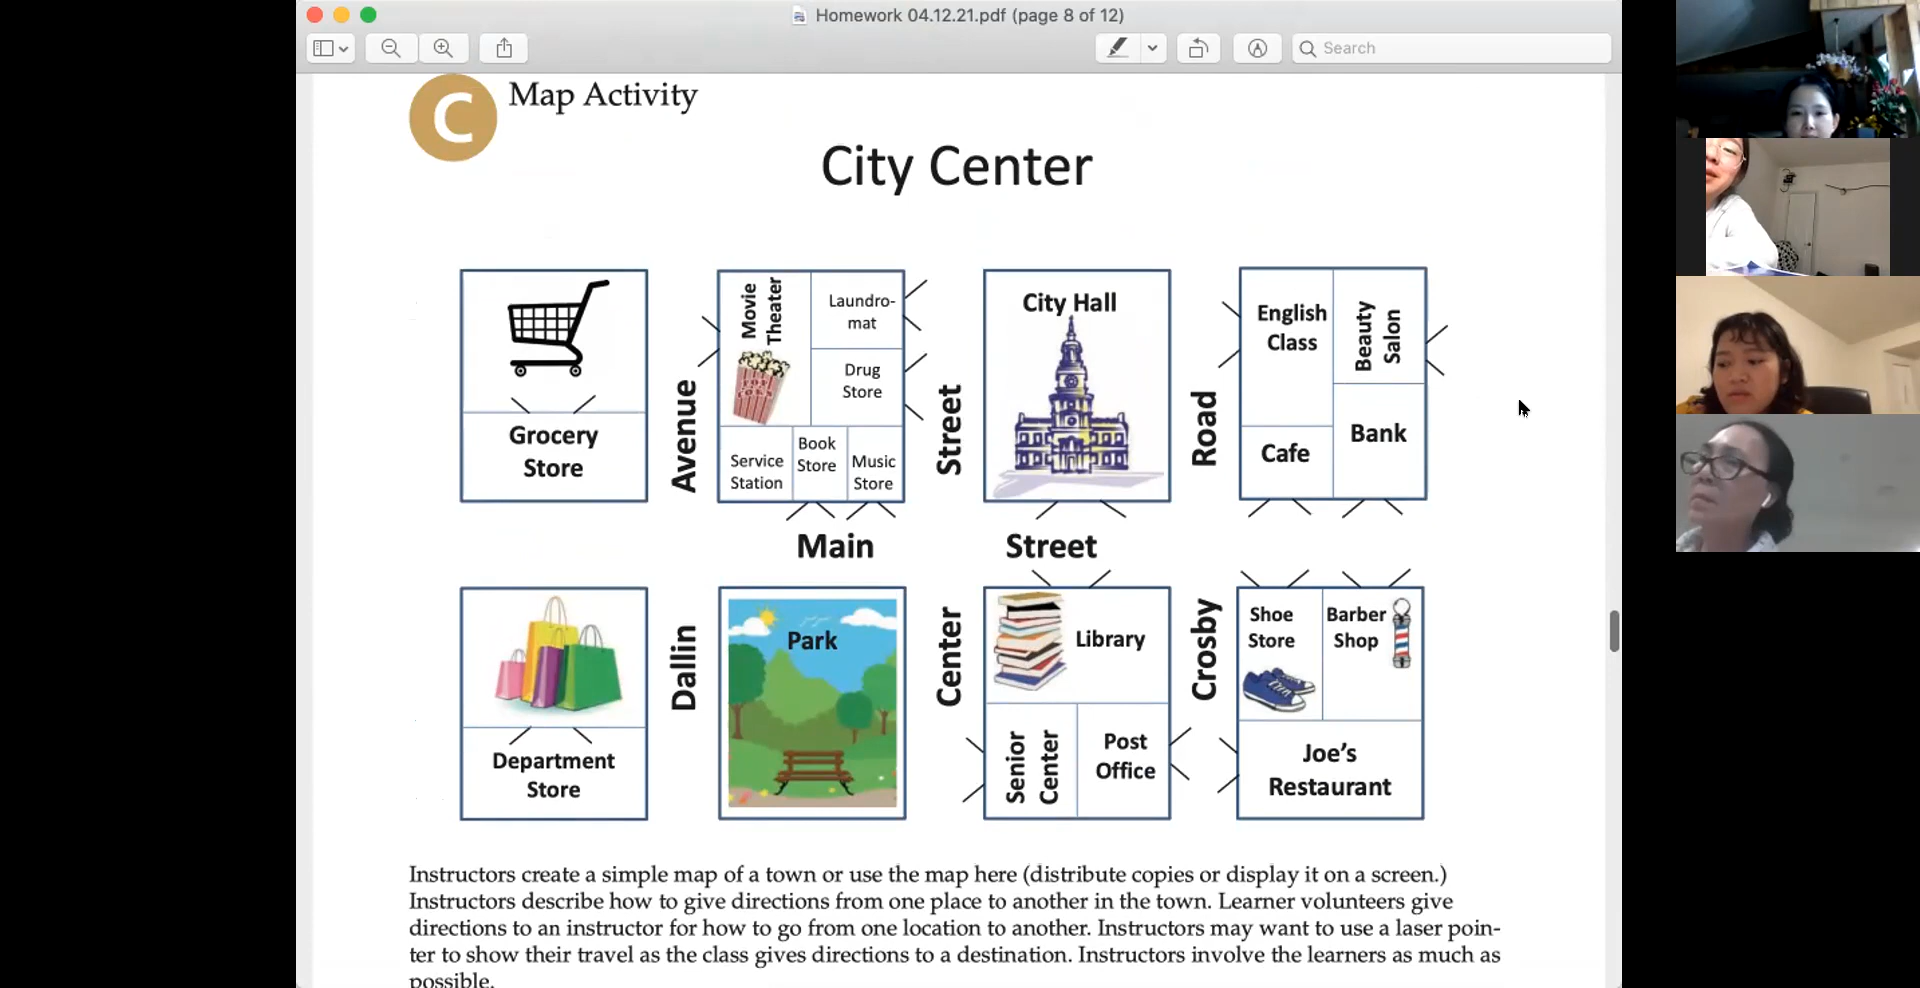 Homework 04.12.21.pdf (page 8 of 12)
Search
C
Map Activity
City Center
Grocery
Store
Avenue
Movie
Theater
Laundro-
mat
Drug
Store
Service
Station
Book
Store
Music
Store
Street
City Hall
Road
English
Class
Beauty
Salon
Cafe
Bank
Main
Street
Department
Store
Dallin
Park
Center
Library
Senior
Center
Post
Office
Crosby
Shoe
Store
Barber
Shop
Joe's
Restaurant
Instructors create a simple map of a town or use the map here (distribute copies or display it on a screen.)
Instructors describe how to give directions from one place to another in the town. Learner volunteers give
directions to an instructor for how to go from one location to another. Instructors may want to use a laser poin-
ter to show their travel as the class gives directions to a destination. Instructors involve the learners as much as
possible.